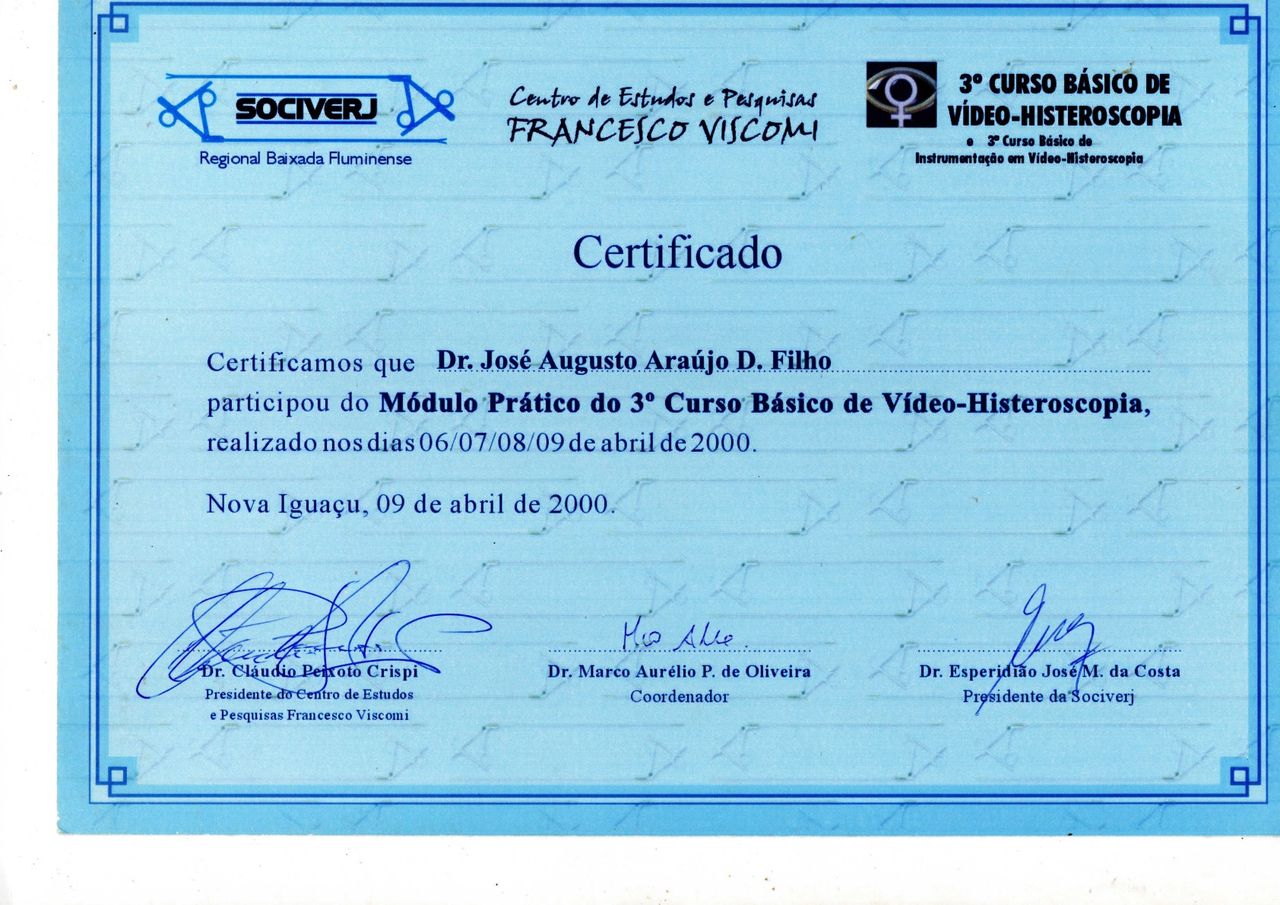 SOCIVERJ
Regional Baixada Fluminense
Centro de Estudos e Pesquisas
FRANCESCO VISCOMI
3º CURSO BÁSICO DE
VÍDEO-HISTEROSCOPIA
e 3º Curso Básico de
Instrumentação em Vídeo-Histeroscopia
Certificado
Certificamos que Dr. José Augusto Araújo D. Filho
participou do Módulo Prático do 3º Curso Básico de Vídeo-Histeroscopia,
realizado nos dias 06/07/08/09 de abril de 2000.
Nova Iguaçu, 09 de abril de 2000.
Dr. Cláudio Peixoto Crispi
Presidente do Centro de Estudos
e Pesquisas Francesco Viscomi
Dr. Marco Aurélio P. de Oliveira
Coordenador
Dr. Esperidião José M. da Costa
Presidente da Sociverj